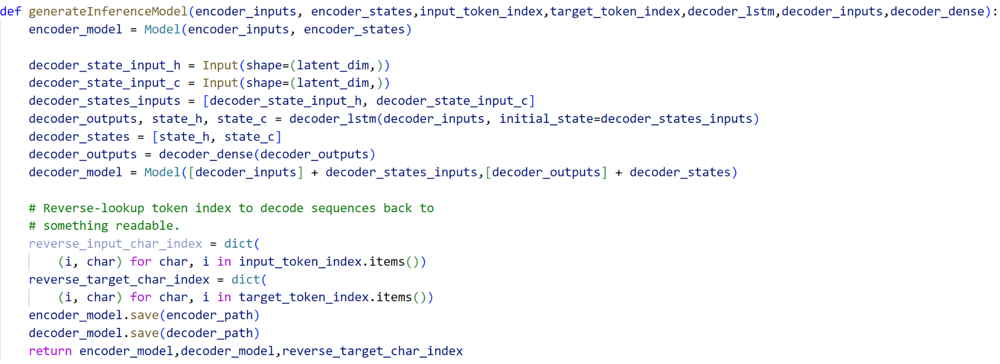 def generateInferenceModel(encoder_inputs, encoder_states,input_token_index,target_token_index,decoder_lstm,decoder_inputs,decoder_dense):
    encoder_model = Model(encoder_inputs, encoder_states)

    decoder_state_input_h = Input(shape=(latent_dim,))
    decoder_state_input_c = Input(shape=(latent_dim,))
    decoder_states_inputs = [decoder_state_input_h, decoder_state_input_c]
    decoder_outputs, state_h, state_c = decoder_lstm(decoder_inputs, initial_state=decoder_states_inputs)
    decoder_states = [state_h, state_c]
    decoder_outputs = decoder_dense(decoder_outputs)
    decoder_model = Model([decoder_inputs] + decoder_states_inputs,[decoder_outputs] + decoder_states)

    # Reverse-lookup token index to decode sequences back to
    # something readable.
    reverse_input_char_index = dict(
        (i, char) for char, i in input_token_index.items())
    reverse_target_char_index = dict(
        (i, char) for char, i in target_token_index.items())
    encoder_model.save(encoder_path)
    decoder_model.save(decoder_path)
    return encoder_model,decoder_model,reverse_target_char_index